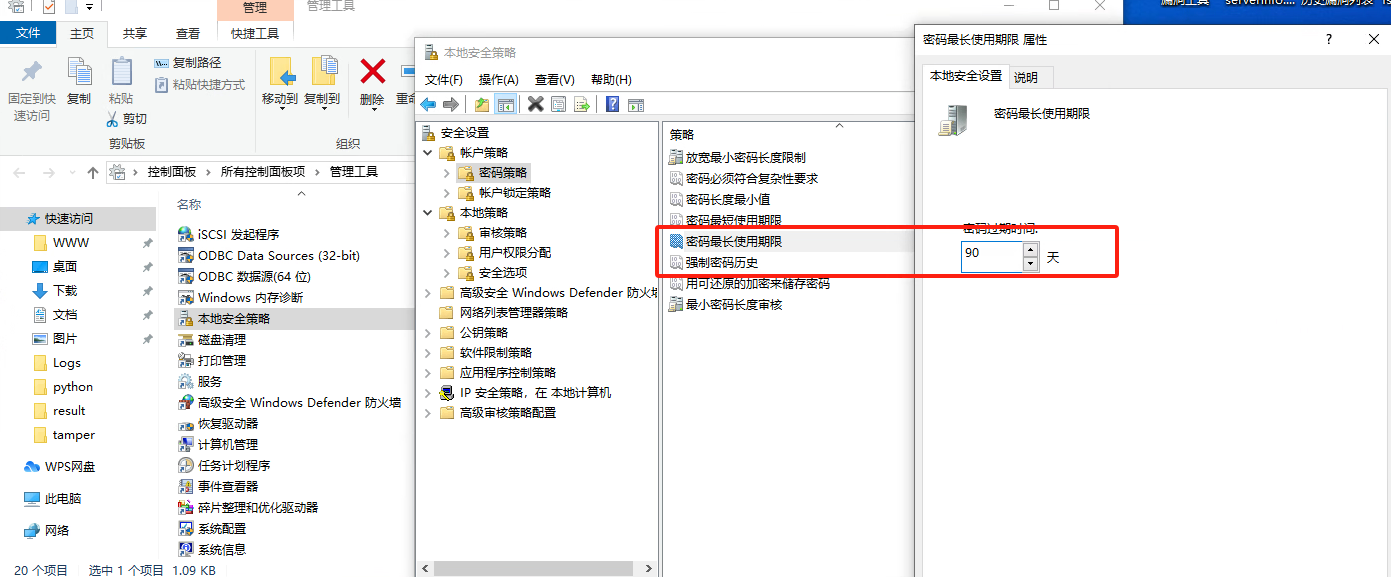 管理
管理工具
文件
主页
共享
查看
快捷工具
固定到快
速访问
复制
粘贴
复制路径
粘贴快捷方式
剪切
移动到
复制到
删除
剪贴板
组织
控制面板
所有控制面板项
管理工具
快速访问
WWW
桌面
下载
文档
图片
Logs
python
result
tamper
WPS网盘
此电脑
网络
名称
iSCSI 发起程序
ODBC Data Sources (32-bit)
ODBC 数据源(64 位)
Windows 内存诊断
本地安全策略
磁盘清理
打印管理
服务
高级安全 Windows Defender 防火墙
恢复驱动器
计算机管理
任务计划程序
事件查看器
碎片整理和优化驱动器
系统配置
系统信息
20 个项目
选中 1 个项目 1.09 KB
本地安全策略
文件(F) 操作(A) 查看(V) 帮助(H)
安全设置
帐户策略
密码策略
帐户锁定策略
本地策略
审核策略
用户权限分配
安全选项
高级安全 Windows Defender 防火墙
网络列表管理器策略
公钥策略
软件限制策略
应用程序控制策略
IP 安全策略，在 本地计算机
高级审核策略配置
策略
放宽最小密码长度限制
密码必须符合复杂性要求
密码长度最小值
密码最短使用期限
密码最长使用期限
强制密码历史
用可还原的加密来储存密码
最小密码长度审核
密码最长使用期限 属性
本地安全设置
说明
密码最长使用期限
密码过期时间:
90
天